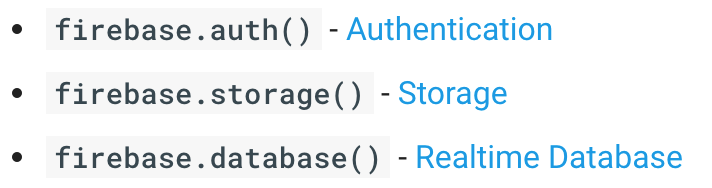 • firebase.auth() - Authentication
• firebase.storage() - Storage
• firebase.database() - Realtime Database